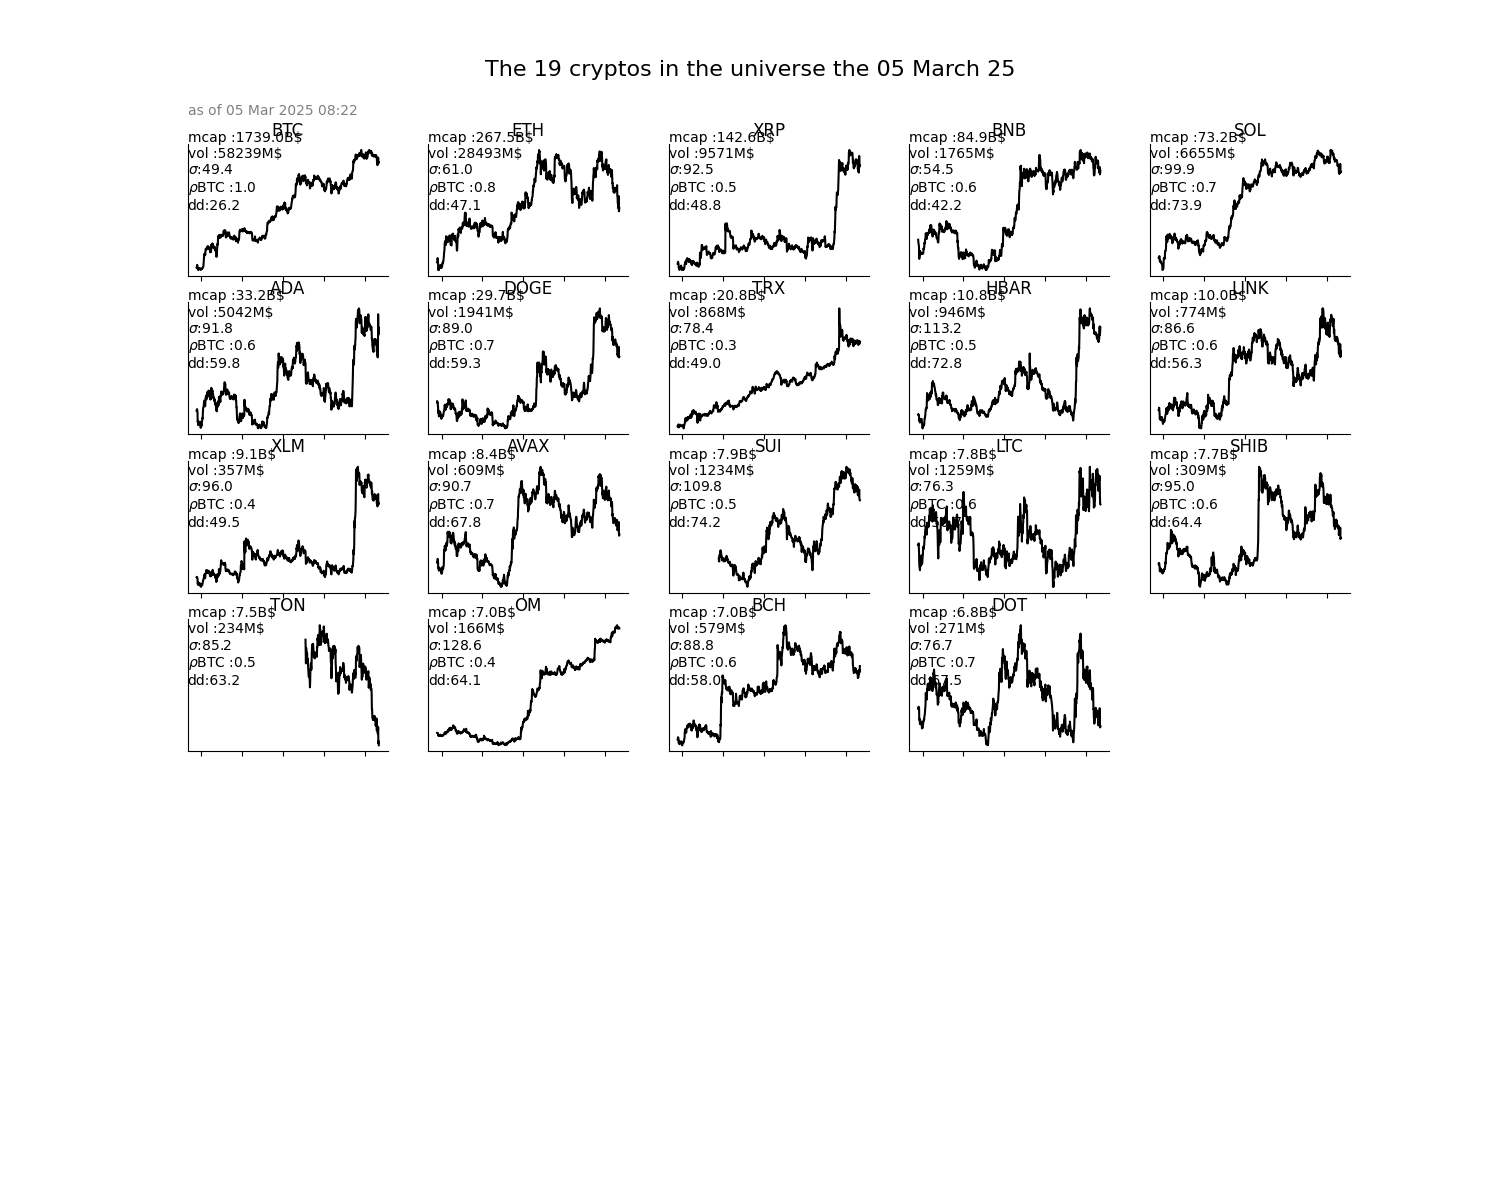 The 19 cryptos in the universe the 05 March 25
as of 05 Mar 2025 08:22
BTC
mcap :1739.0B$
vol :58239M$
σ:49.4
ρBTC :1.0
dd:26.2
ETH
mcap :267.5B$
vol :28493M$
σ:61.0
ρBTC :0.8
dd:47.1
XRP
mcap :142.6B$
vol :9571M$
σ:92.5
ρBTC :0.5
dd:48.8
BNB
mcap :84.9B$
vol :1765M$
σ:54.5
ρBTC :0.6
dd:42.2
SOL
mcap :73.2B$
vol :6655M$
σ:99.9
ρBTC :0.7
dd:73.9
ADA
mcap :33.2B$
vol :5042M$
σ:91.8
ρBTC :0.6
dd:59.8
DOGE
mcap :29.7B$
vol :1941M$
σ:89.0
ρBTC :0.7
dd:59.3
TRX
mcap :20.8B$
vol :868M$
σ:78.4
ρBTC :0.3
dd:49.0
HBAR
mcap :10.8B$
vol :946M$
σ:113.2
ρBTC :0.5
dd:72.8
LINK
mcap :10.0B$
vol :774M$
σ:86.6
ρBTC :0.6
dd:56.3
XLM
mcap :9.1B$
vol :357M$
σ:96.0
ρBTC :0.4
dd:49.5
AVAX
mcap :8.4B$
vol :609M$
σ:90.7
ρBTC :0.7
dd:67.8
SUI
mcap :7.9B$
vol :1234M$
σ:109.8
ρBTC :0.5
dd:74.2
LTC
mcap :7.8B$
vol :1259M$
σ:76.3
ρBTC :0.6
SHIB
mcap :7.7B$
vol :309M$
σ:95.0
ρBTC :0.6
dd:64.4
TON
mcap :7.5B$
vol :234M$
σ:85.2
ρBTC :0.5
dd:63.2
OM
mcap :7.0B$
vol :166M$
σ:128.6
ρBTC :0.4
dd:64.1
BCH
mcap :7.0B$
vol :579M$
σ:88.8
ρBTC :0.6
dd:58.0
DOT
mcap :6.8B$
vol :271M$
σ:76.7
ρBTC :0.7
dd:67.5